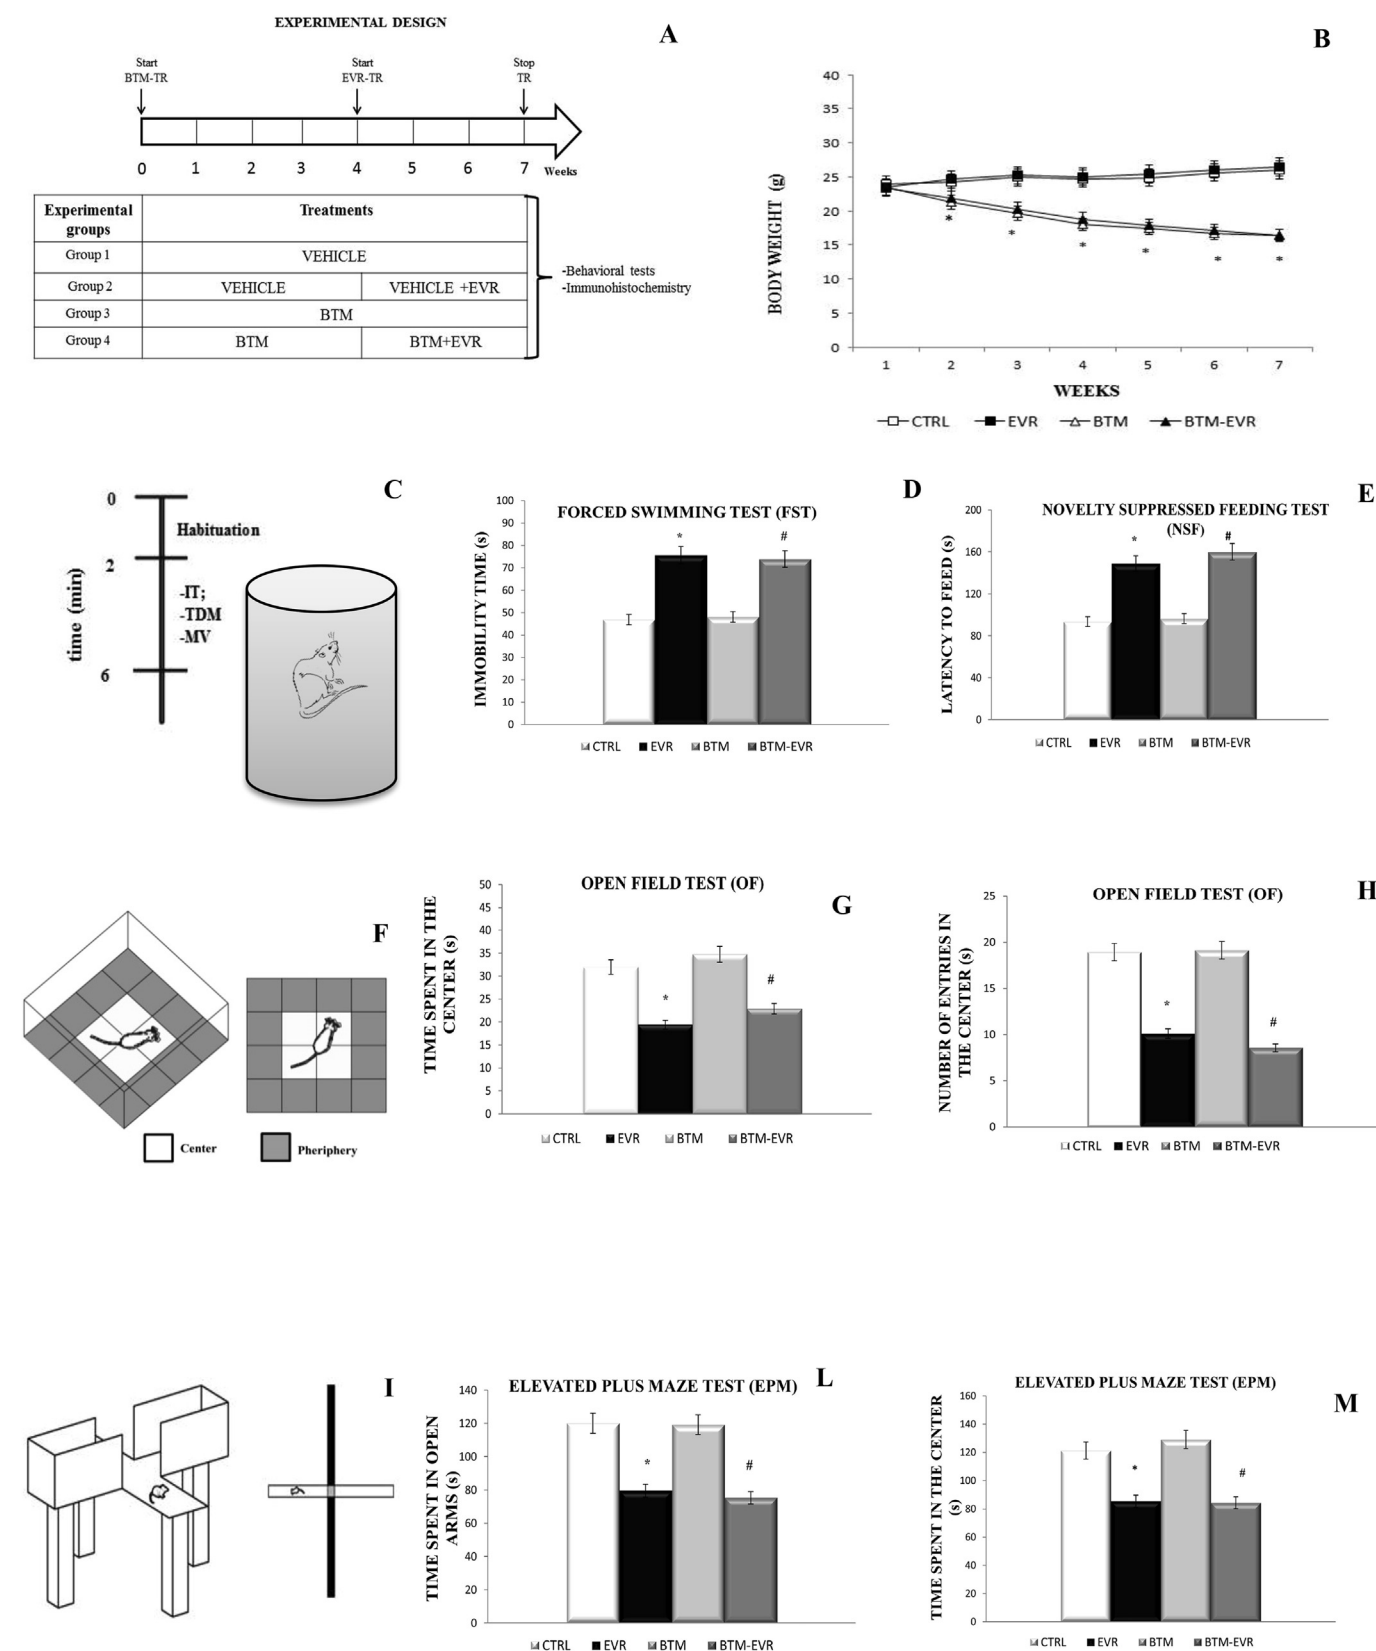 EXPERIMENTAL DESIGN
A
Start
BTM-TR
Start
EVR-TR
Stop
TR
0 1 2 3 4 5 6 7 Weeks
Experimental
groups
Treatments
Group 1
VEHICLE
Group 2
VEHICLE
VEHICLE +EVR
Group 3
BTM
Group 4
BTM
BTM+EVR
-Behavioral tests
-Immunohistochemistry
B
BODY WEIGHT (g)
40
35
30
25
20
15
10
5
0
* * * * * *
1 2 3 4 5 6 7
WEEKS
CTRL EVR BTM BTM-EVR
C
time (min)
0
Habituation
2
-IT;
-TDM
-MV
6
D
FORCED SWIMMING TEST (FST)
IMMOBILITY TIME (s)
100
90
80
70
60
50
40
30
20
10
0
* #
CTRL EVR BTM BTM-EVR
E
NOVELTY SUPPRESSED FEEDING TEST
(NSF)
LATENCY TO FEED (s)
200
160
120
80
40
0
* #
CTRL EVR BTM BTM-EVR
F
Center
Pheriphery
G
OPEN FIELD TEST (OF)
TIME SPENT IN THE
CENTER (s)
50
45
40
35
30
25
20
15
10
5
0
* #
CTRL EVR BTM BTM-EVR
H
OPEN FIELD TEST (OF)
NUMBER OF ENTRIES IN
THE CENTER (s)
25
20
15
10
5
0
* #
CTRL EVR BTM BTM-EVR
I
L
ELEVATED PLUS MAZE TEST (EPM)
TIME SPENT IN OPEN
ARMS (s)
140
120
100
80
60
40
20
0
* #
CTRL EVR BTM BTM-EVR
M
ELEVATED PLUS MAZE TEST (EPM)
TIME SPENT IN THE CENTER
(s)
160
140
120
100
80
60
40
20
0
* #
CTRL EVR BTM BTM-EVR